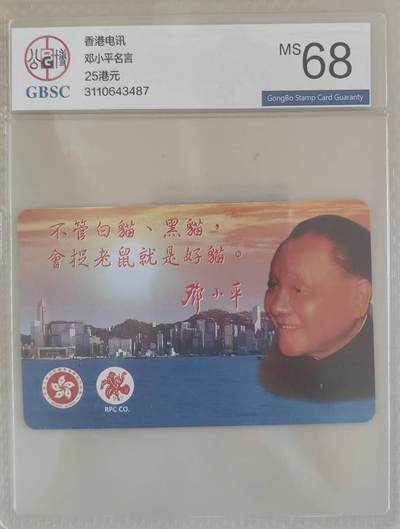 香港电讯
邓小平名言
25港元
3110643487
GBSC
MS 68
GongBo Stamp Card Guaranty
不管白貓、黑貓，
會捉老鼠就是好貓。
鄧小平
RPC CO.